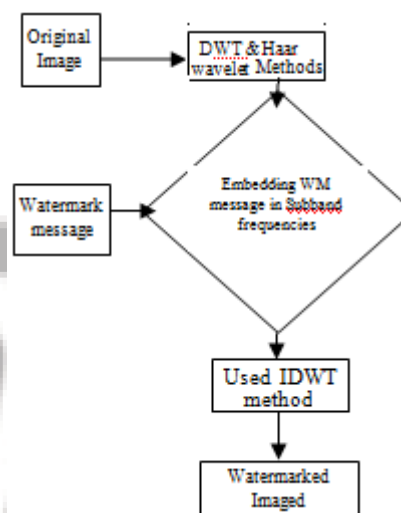 Original
Image
DWT & Haar
wavelet Methods
Embedding WM
message in Subband
frequencies
Watermark
message
Used IDWT
method
Watermarked
Imaged